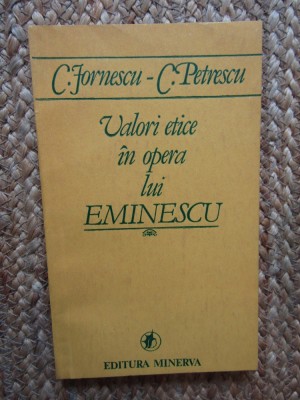 C. Jornescu - C. Petrescu
Valori etice
în opera
lui
EMINESCU
EDITURA MINERVA